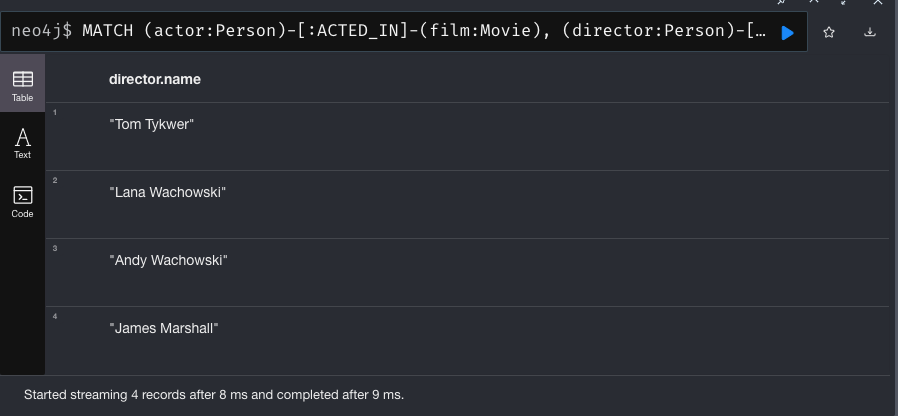 neo4j$ MATCH (actor:Person)-[:ACTED_IN]-(film:Movie), (director:Person)-[…
Table
Text
Code
director.name
1
"Tom Tykwer"
2
"Lana Wachowski"
3
"Andy Wachowski"
4
"James Marshall"
Started streaming 4 records after 8 ms and completed after 9 ms.